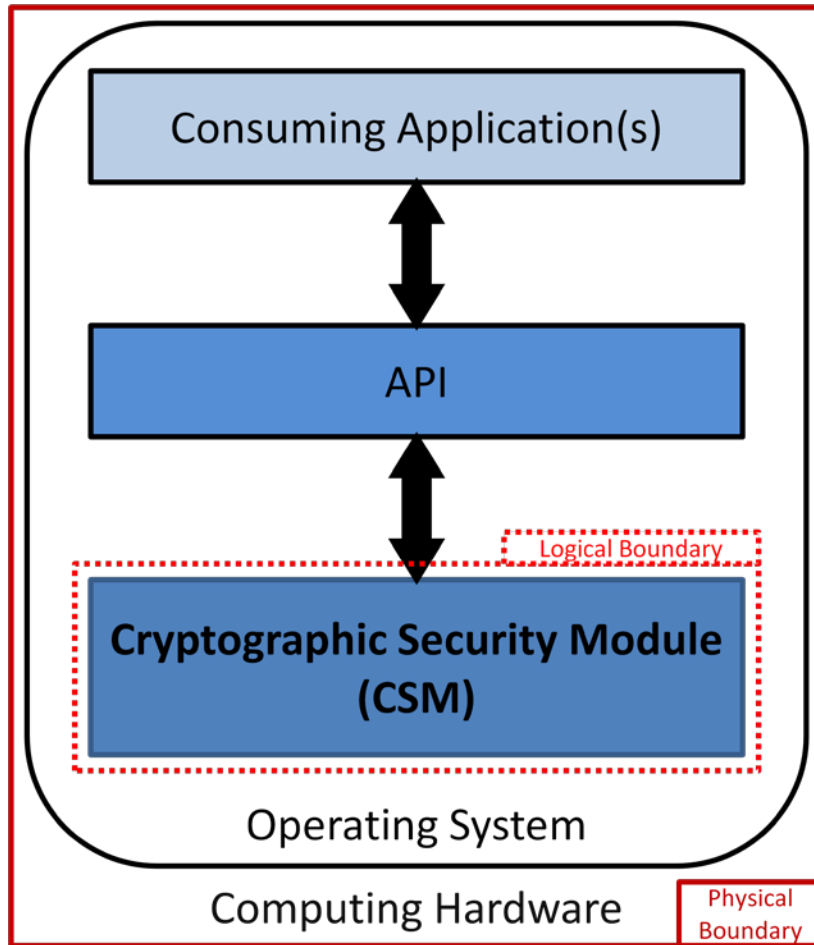 Consuming Application(s)
API
Logical Boundary
Cryptographic Security Module
(CSM)
Operating System
Computing Hardware
Physical
Boundary